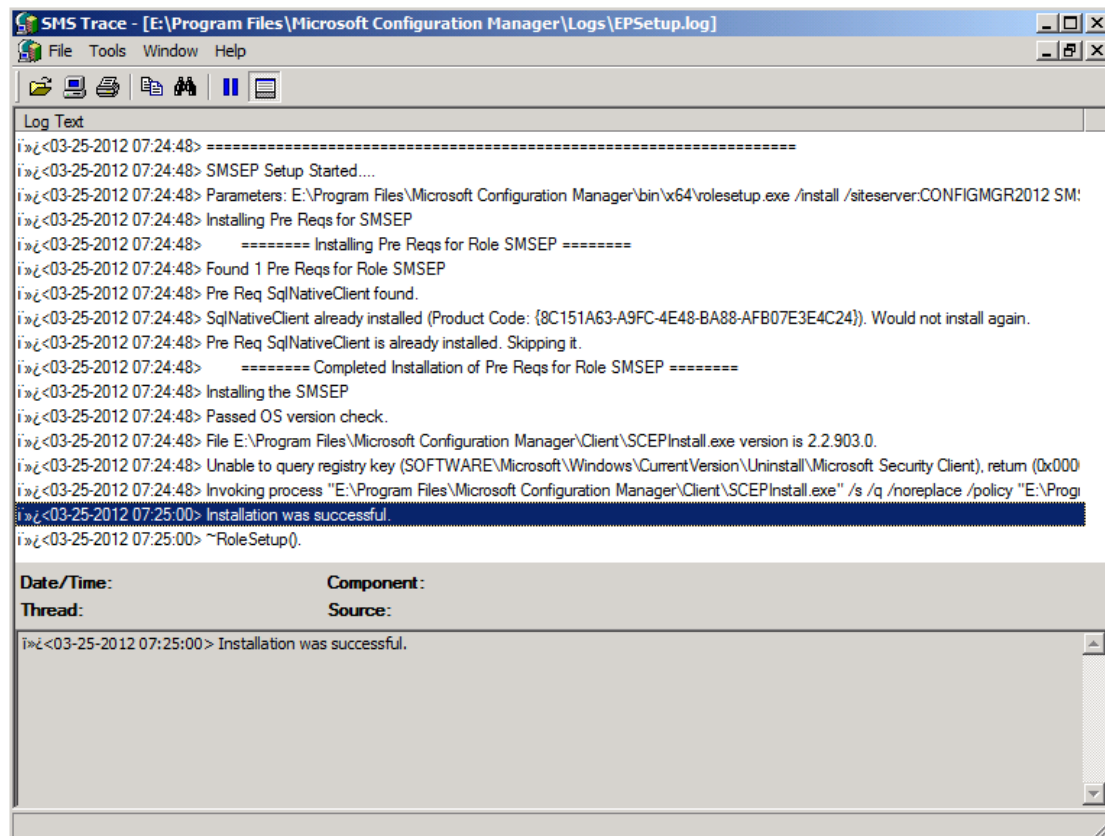 SMS Trace - [E:\Program Files\Microsoft Configuration Manager\Logs\EPSetup.log]
File Tools Window Help
Log Text
ï»¿<03-25-2012 07:24:48> ====================================================================
ï»¿<03-25-2012 07:24:48> SMSEP Setup Started....
ï»¿<03-25-2012 07:24:48> Parameters: E:\Program Files\Microsoft Configuration Manager\bin\x64\rolesetup.exe /install /siteserver:CONFIGMGR2012 SMS
ï»¿<03-25-2012 07:24:48> Installing Pre Reqs for SMSEP
ï»¿<03-25-2012 07:24:48> ======== Installing Pre Reqs for Role SMSEP ========
ï»¿<03-25-2012 07:24:48> Found 1 Pre Reqs for Role SMSEP
ï»¿<03-25-2012 07:24:48> Pre Req SqlNativeClient found.
ï»¿<03-25-2012 07:24:48> SqlNativeClient already installed (Product Code: {8C151A63-A9FC-4E48-BA88-AFB07E3E4C24}). Would not install again.
ï»¿<03-25-2012 07:24:48> Pre Req SqlNativeClient is already installed. Skipping it.
ï»¿<03-25-2012 07:24:48> ======== Completed Installation of Pre Reqs for Role SMSEP ========
ï»¿<03-25-2012 07:24:48> Installing the SMSEP
ï»¿<03-25-2012 07:24:48> Passed OS version check.
ï»¿<03-25-2012 07:24:48> File E:\Program Files\Microsoft Configuration Manager\Client\SCEPInstall.exe version is 2.2.903.0.
ï»¿<03-25-2012 07:24:48> Unable to query registry key (SOFTWARE\Microsoft\Windows\CurrentVersion\Uninstall\Microsoft Security Client), return (0x000
ï»¿<03-25-2012 07:24:48> Invoking process "E:\Program Files\Microsoft Configuration Manager\Client\SCEPInstall.exe" /s /q /noreplace /policy "E:\Progr
ï»¿<03-25-2012 07:25:00> Installation was successful.
ï»¿<03-25-2012 07:25:00> ~RoleSetup().
Date/Time: Component:
Thread: Source:
ï»¿<03-25-2012 07:25:00> Installation was successful.